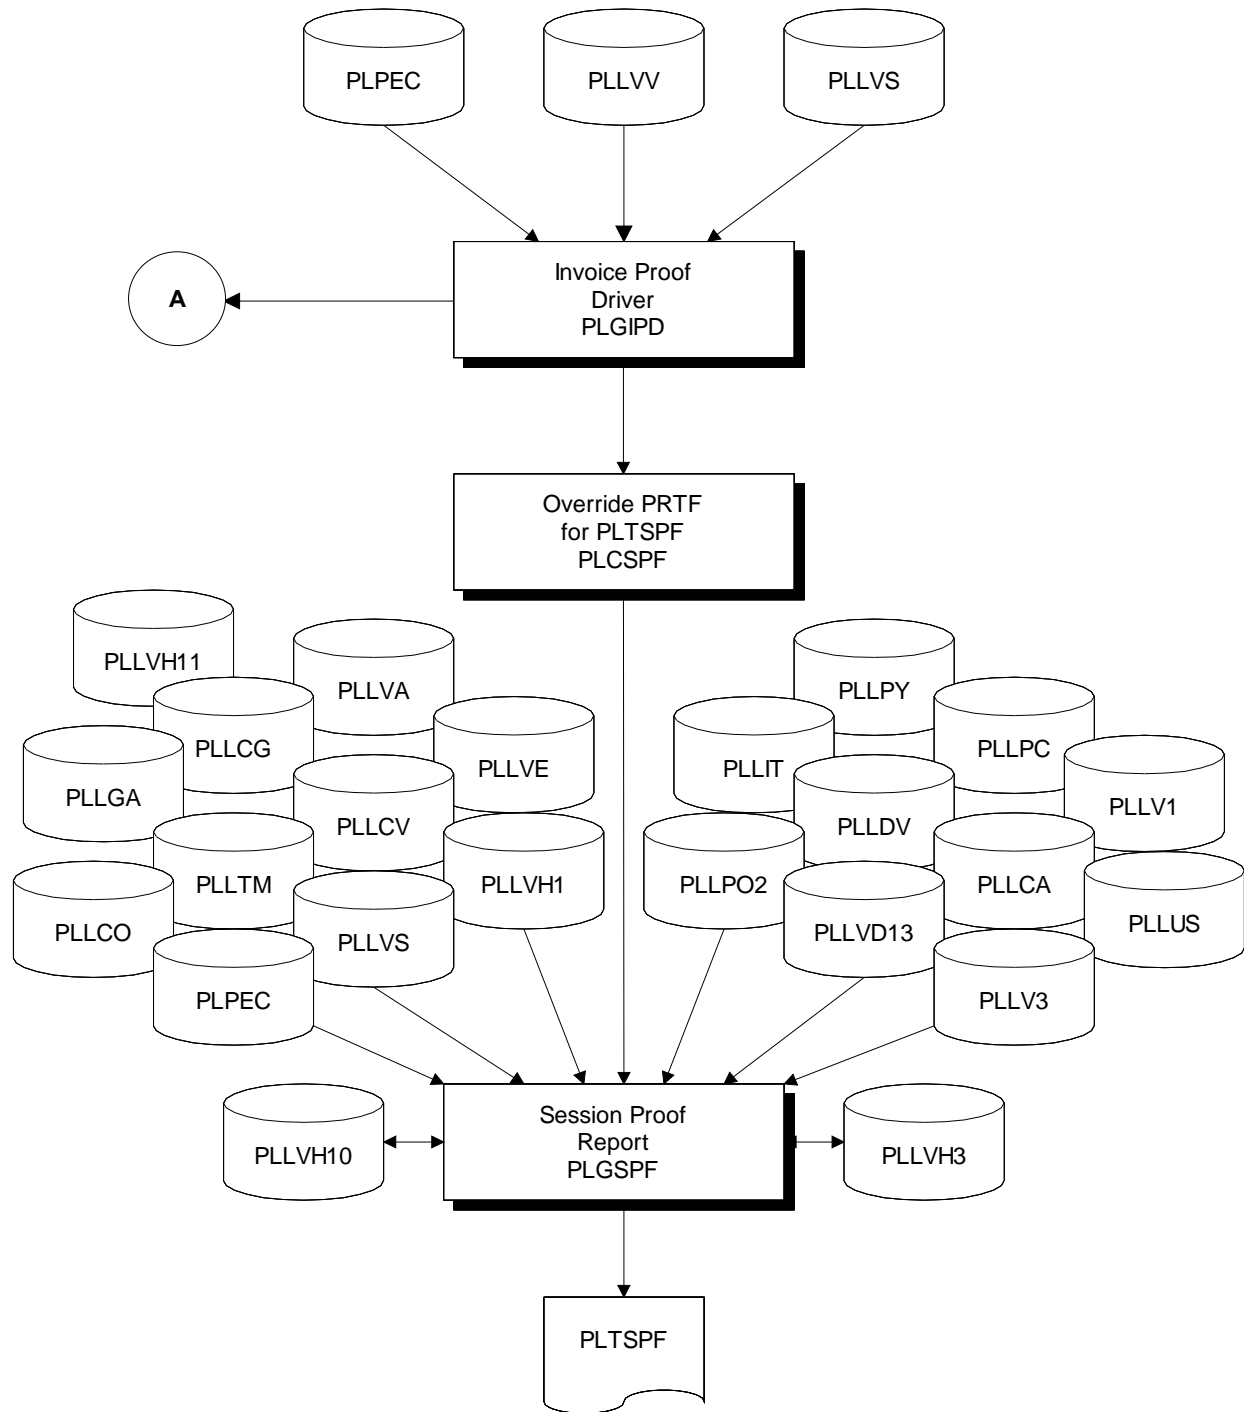 PLPEC
PLLVV
PLLVS
Invoice Proof
Driver
PLGIPD
A
Override PRTF
for PLTSPF
PLCSPF
PLLVH11
PLLVA
PLLCG
PLLVE
PLLGA
PLLCV
PLLTM
PLLVH1
PLLCO
PLLVS
PLPEC
PLLPY
PLLPC
PLLIT
PLLV1
PLLDV
PLLCA
PLLPO2
PLLVD13
PLLUS
PLLV3
PLLVH10
Session Proof
Report
PLGSPF
PLLVH3
PLTSPF